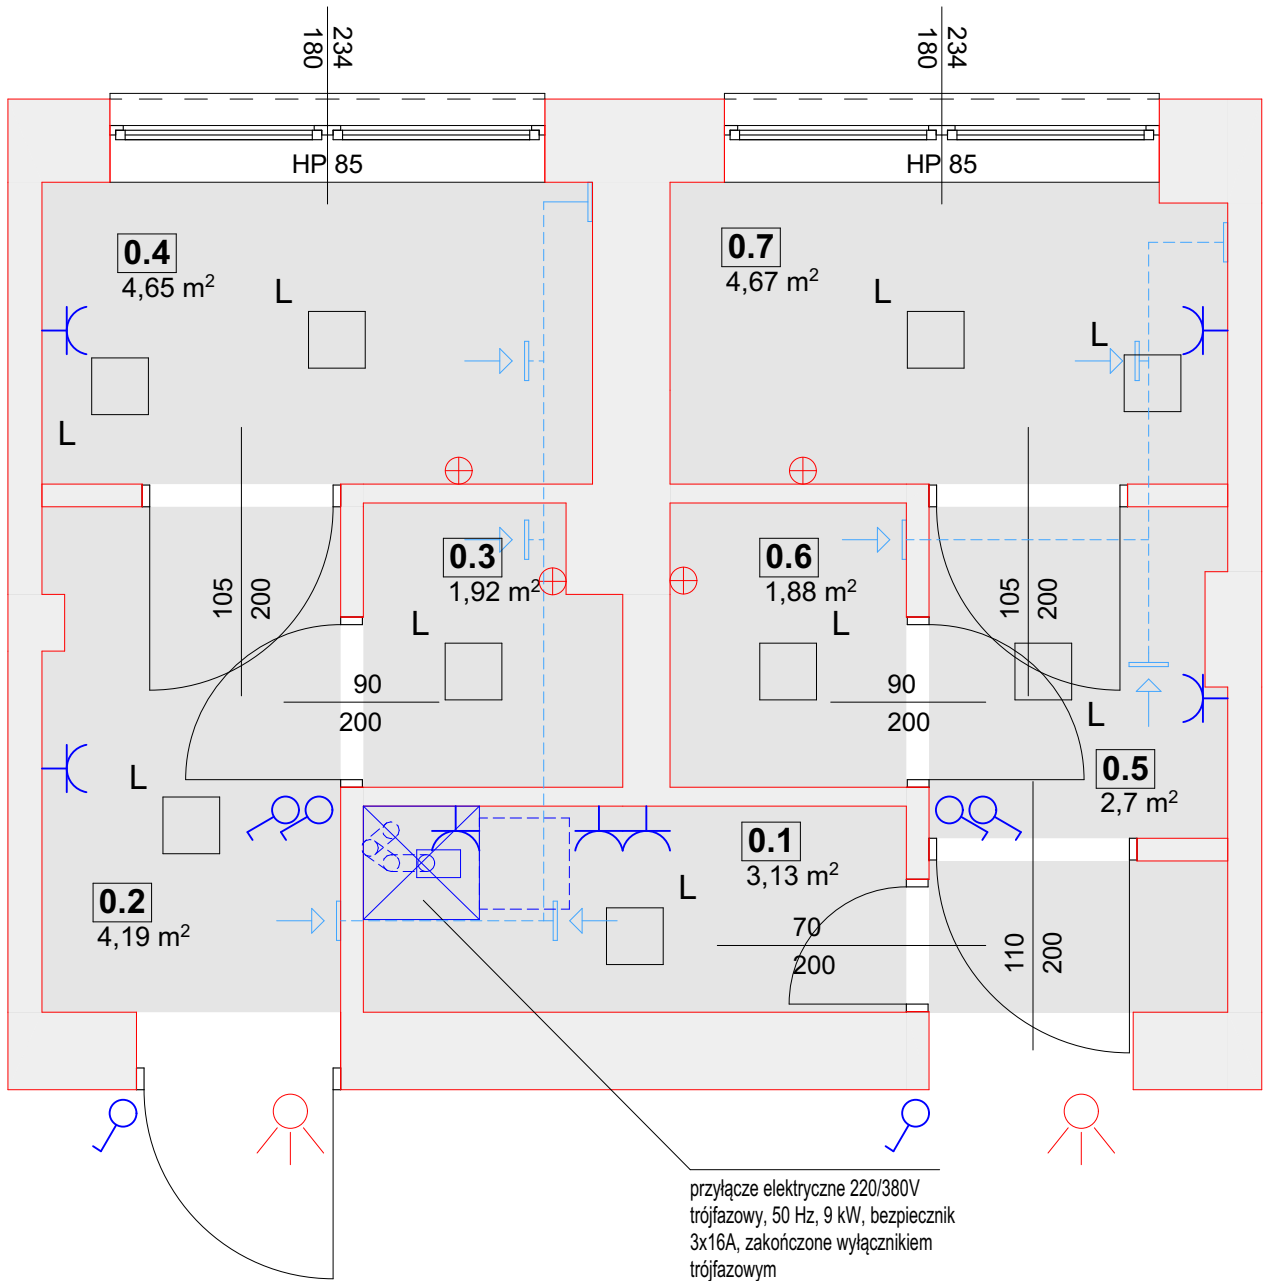 234
180
234
180
HP 85
HP 85
0.4
4,65 m²
L
L
0.7
4,67 m²
L
L
105
200
0.3
1,92 m²
L
0.6
1,88 m²
L
105
200
90
200
90
200
L
L
0.5
2,7 m²
0.1
3,13 m²
L
0.2
4,19 m²
70
200
110
200
przyłącze elektryczne 220/380V
trójfazowy, 50 Hz, 9 kW, bezpiecznik
3x16A, zakończone wyłącznikiem
trójfazowym